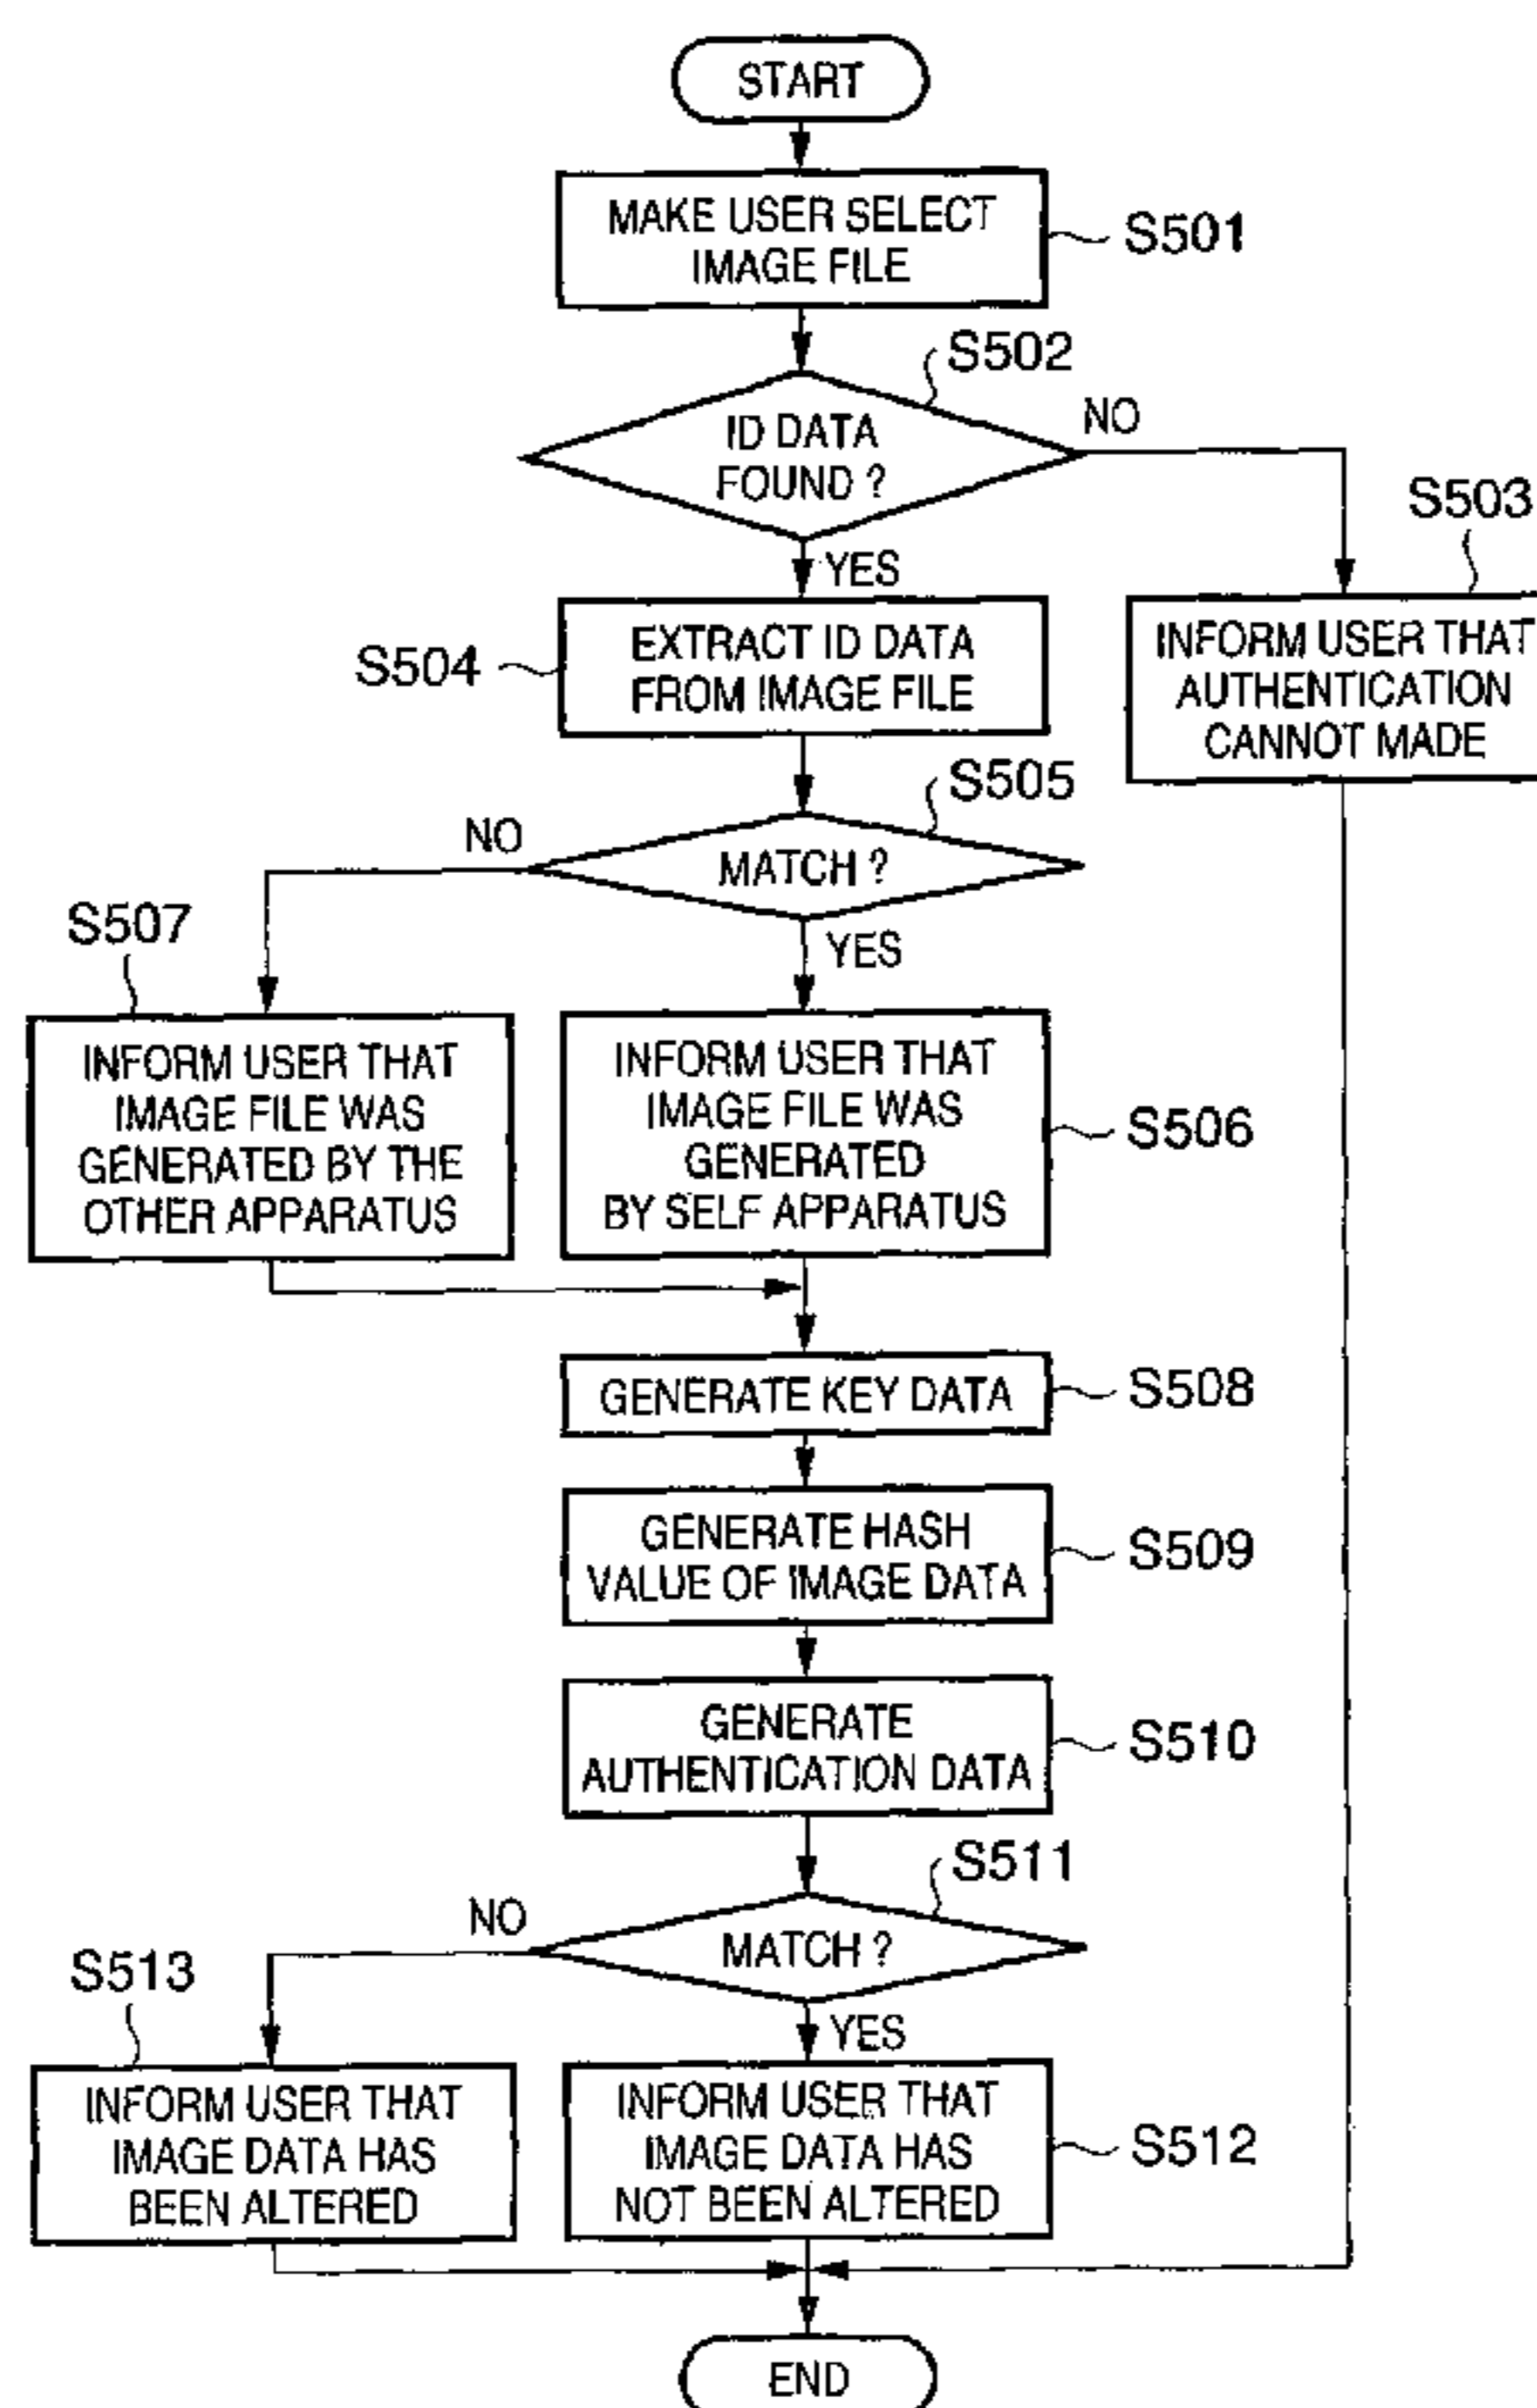 START
MAKE USER SELECT
IMAGE FILE
S501
S502
ID DATA
FOUND ?
NO
YES
S503
INFORM USER THAT
AUTHENTICATION
CANNOT MADE
S504
EXTRACT ID DATA
FROM IMAGE FILE
S505
MATCH ?
NO
YES
S507
INFORM USER THAT
IMAGE FILE WAS
GENERATED BY THE
OTHER APPARATUS
INFORM USER THAT
IMAGE FILE WAS
GENERATED
BY SELF APPARATUS
S506
GENERATE KEY DATA
S508
GENERATE HASH
VALUE OF IMAGE DATA
S509
GENERATE
AUTHENTICATION DATA
S510
S511
MATCH ?
NO
YES
S513
INFORM USER THAT
IMAGE DATA HAS
BEEN ALTERED
INFORM USER THAT
IMAGE DATA HAS
NOT BEEN ALTERED
S512
END